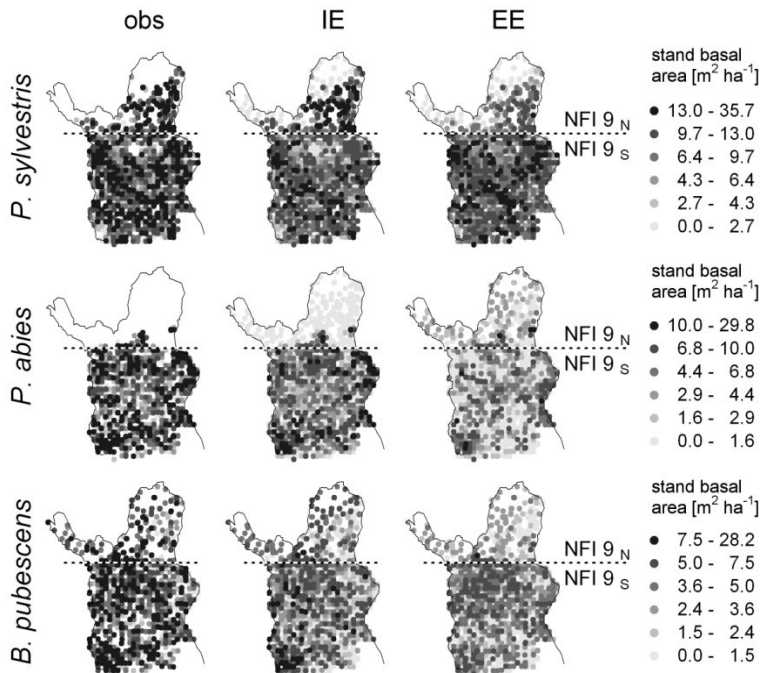 obs IE EE
P. sylvestris
NFI 9 N
NFI 9 S
stand basal
area [m² ha⁻¹]
13.0 - 35.7
9.7 - 13.0
6.4 - 9.7
4.3 - 6.4
2.7 - 4.3
0.0 - 2.7
P. abies
NFI 9 N
NFI 9 S
stand basal
area [m² ha⁻¹]
10.0 - 29.8
6.8 - 10.0
4.4 - 6.8
2.9 - 4.4
1.6 - 2.9
0.0 - 1.6
B. pubescens
NFI 9 N
NFI 9 S
stand basal
area [m² ha⁻¹]
7.5 - 28.2
5.0 - 7.5
3.6 - 5.0
2.4 - 3.6
1.5 - 2.4
0.0 - 1.5